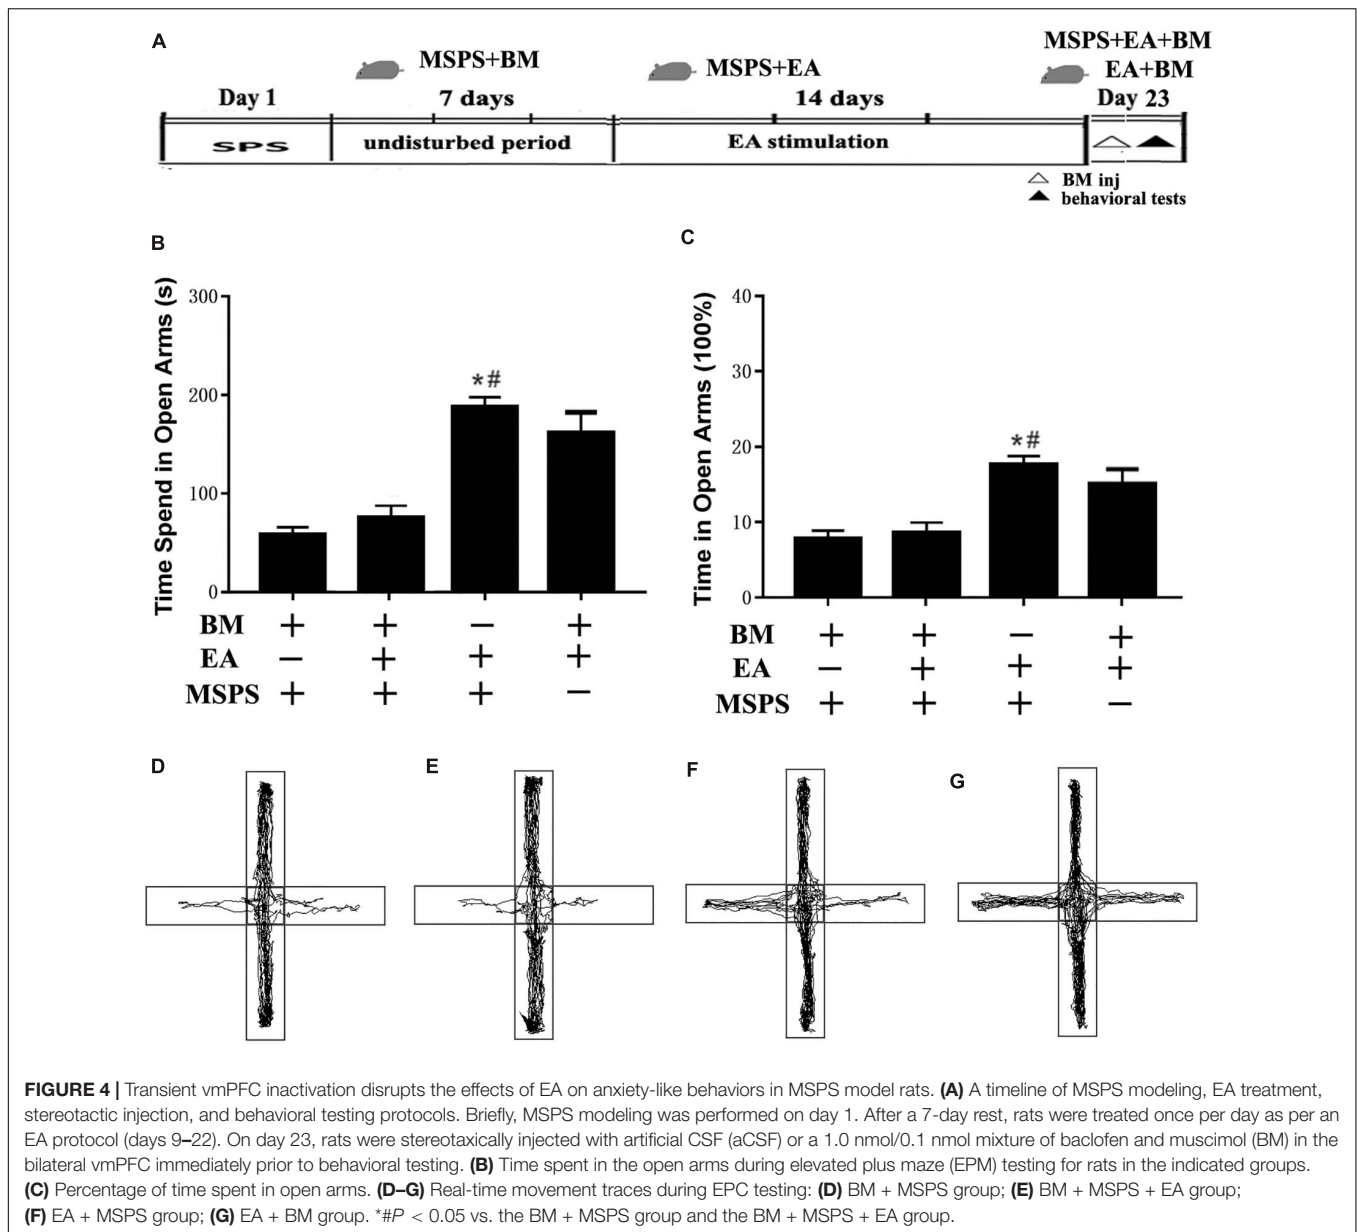 A
MSPS+BM
MSPS+EA
MSPS+EA+BM
EA+BM
Day 1
7 days
14 days
Day 23
SPS
undisturbed period
EA stimulation
BM inj
behavioral tests
B
Time Spend in Open Arms (s)
300
200
100
0
*#
BM + + − +
EA − + + +
MSPS + + + −
C
Time in Open Arms (100%)
40
30
20
10
0
*#
BM + + − +
EA − + + +
MSPS + + + −
D
E
F
G
FIGURE 4 | Transient vmPFC inactivation disrupts the effects of EA on anxiety-like behaviors in MSPS model rats. (A) A timeline of MSPS modeling, EA treatment,
stereotactic injection, and behavioral testing protocols. Briefly, MSPS modeling was performed on day 1. After a 7-day rest, rats were treated once per day as per an
EA protocol (days 9–22). On day 23, rats were stereotaxically injected with artificial CSF (aCSF) or a 1.0 nmol/0.1 nmol mixture of baclofen and muscimol (BM) in the
bilateral vmPFC immediately prior to behavioral testing. (B) Time spent in the open arms during elevated plus maze (EPM) testing for rats in the indicated groups.
(C) Percentage of time spent in open arms. (D–G) Real-time movement traces during EPC testing: (D) BM + MSPS group; (E) BM + MSPS + EA group;
(F) EA + MSPS group; (G) EA + BM group. *#P < 0.05 vs. the BM + MSPS group and the BM + MSPS + EA group.